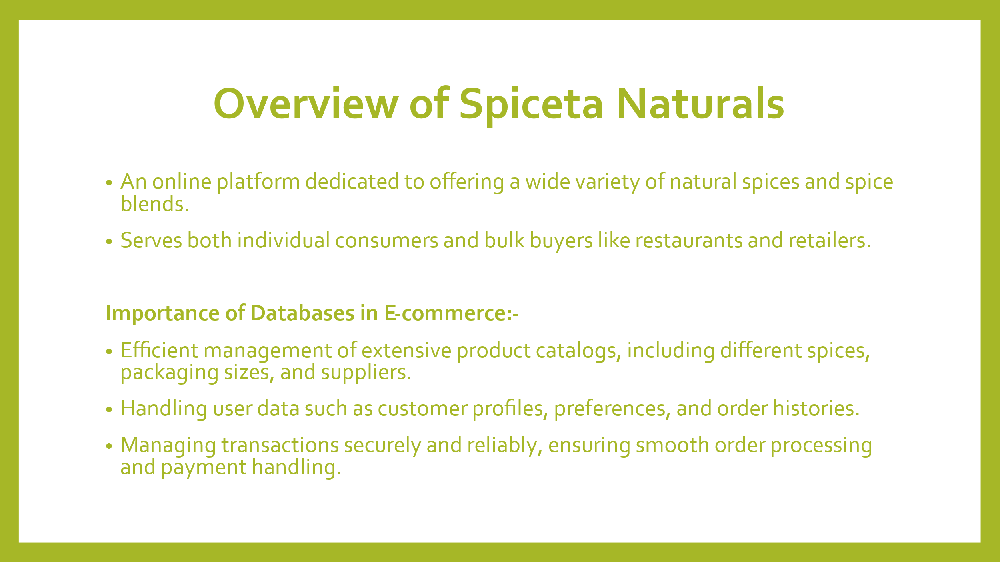 Overview of Spiceta Naturals
• An online platform dedicated to offering a wide variety of natural spices and spice
blends.
• Serves both individual consumers and bulk buyers like restaurants and retailers.
Importance of Databases in E-commerce:-
• Efficient management of extensive product catalogs, including different spices,
packaging sizes, and suppliers.
• Handling user data such as customer profiles, preferences, and order histories.
• Managing transactions securely and reliably, ensuring smooth order processing
and payment handling.